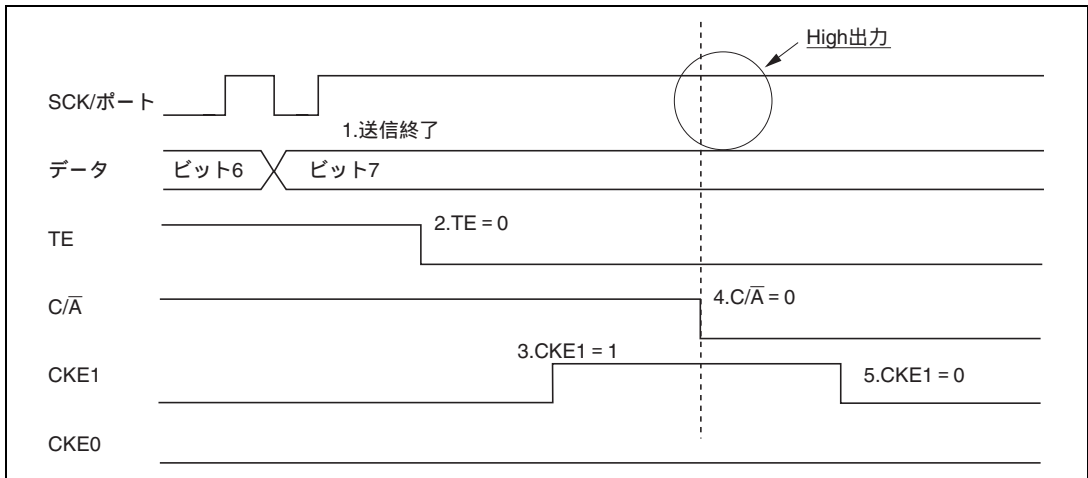 High出力
SCK/ポート
1.送信終了
データ
ビット6
ビット7
TE
2.TE = 0
C/A̅
4.C/A̅ = 0
3.CKE1 = 1
CKE1
5.CKE1 = 0
CKE0